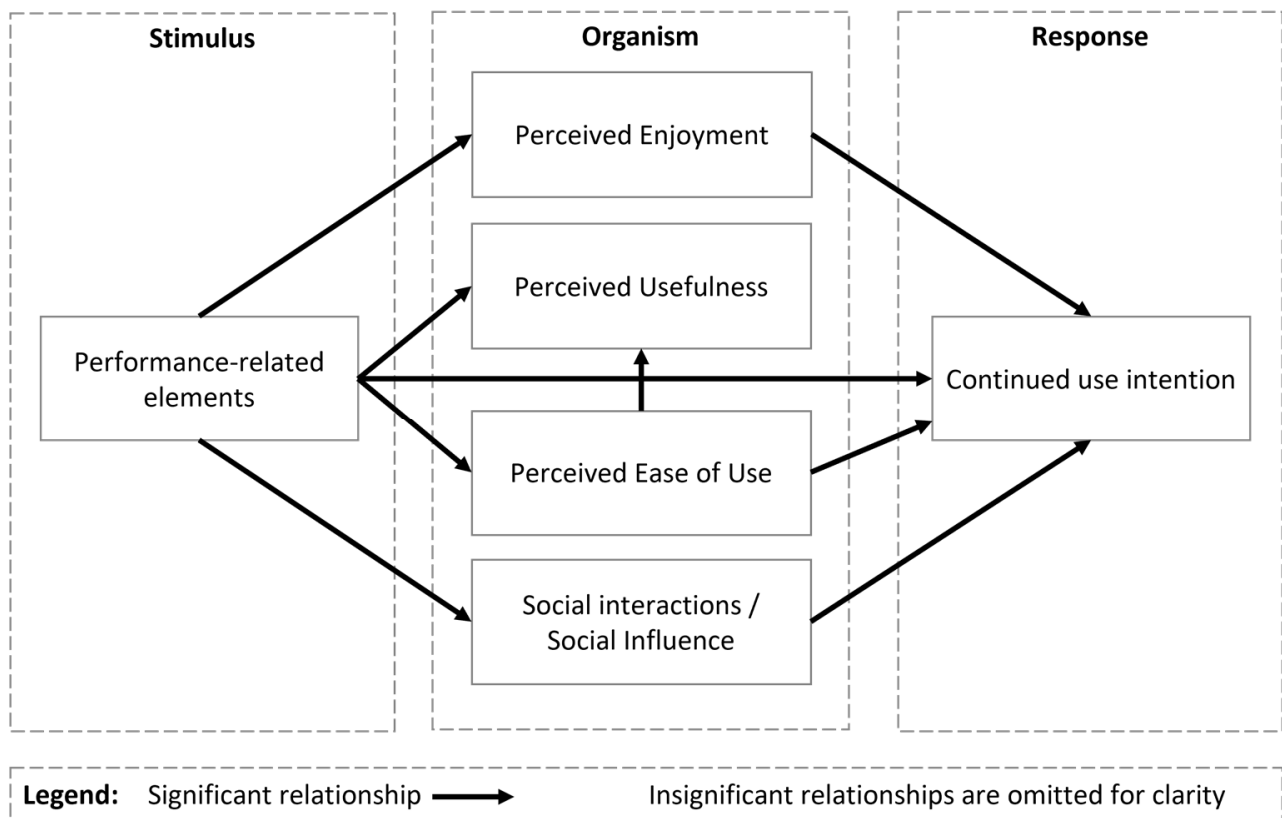 Stimulus
Organism
Response
Perceived Enjoyment
Perceived Usefulness
Performance-related
elements
Continued use intention
Perceived Ease of Use
Social interactions /
Social Influence
Legend: Significant relationship Insignificant relationships are omitted for clarity